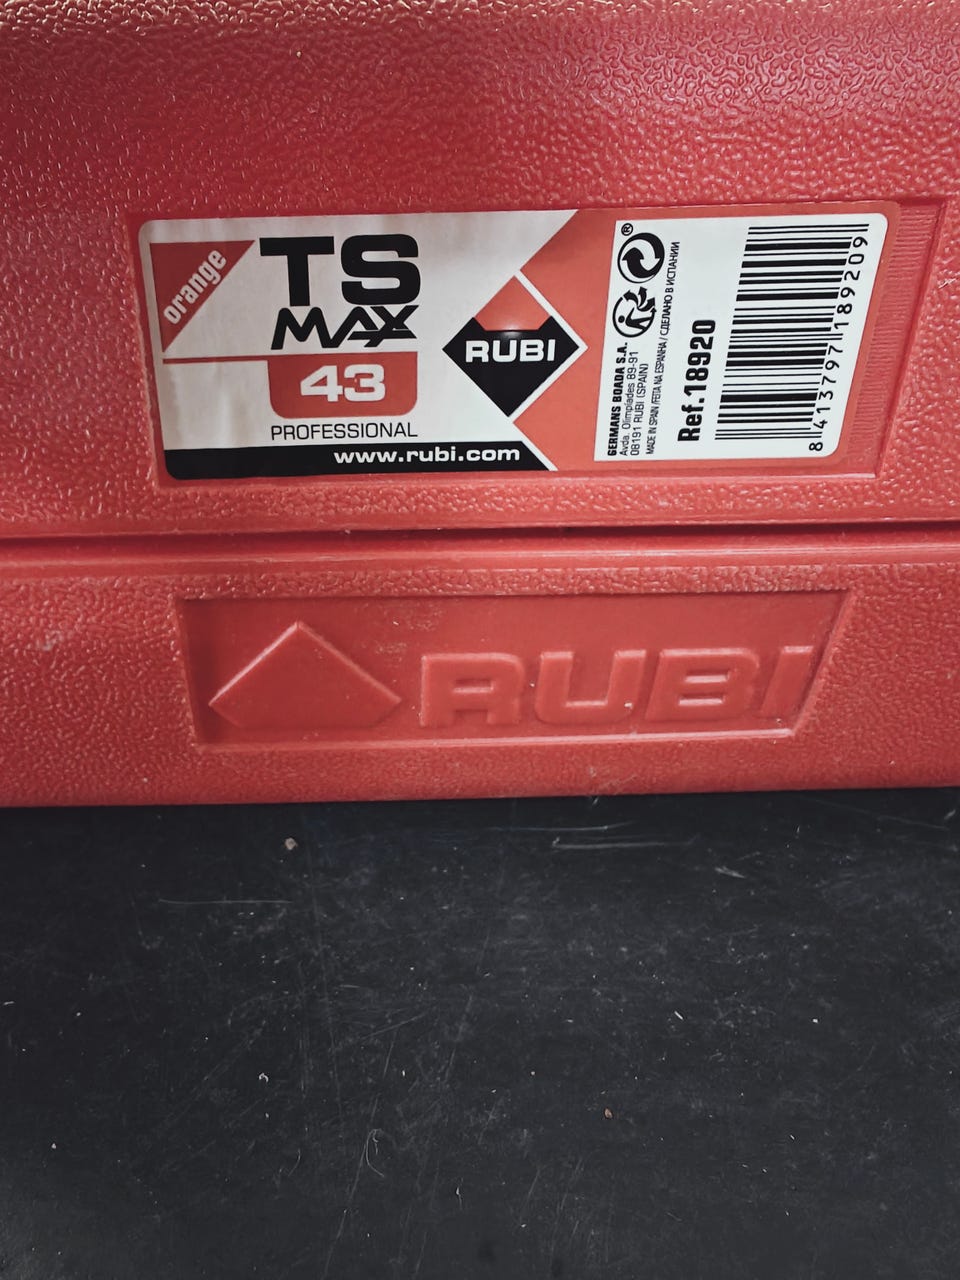 orange
TS
MAX
43
PROFESSIONAL
www.rubi.com
RUBI
®
GERMANS BOADA S.A.
Avda. Olimpíades 89-91
08191 RUBI (SPAIN)
MADE IN SPAIN / FEITA NA ESPANHA / СДЕЛАНО В ИСПАНИИ
Ref.18920
8 413797 189209
RUBI